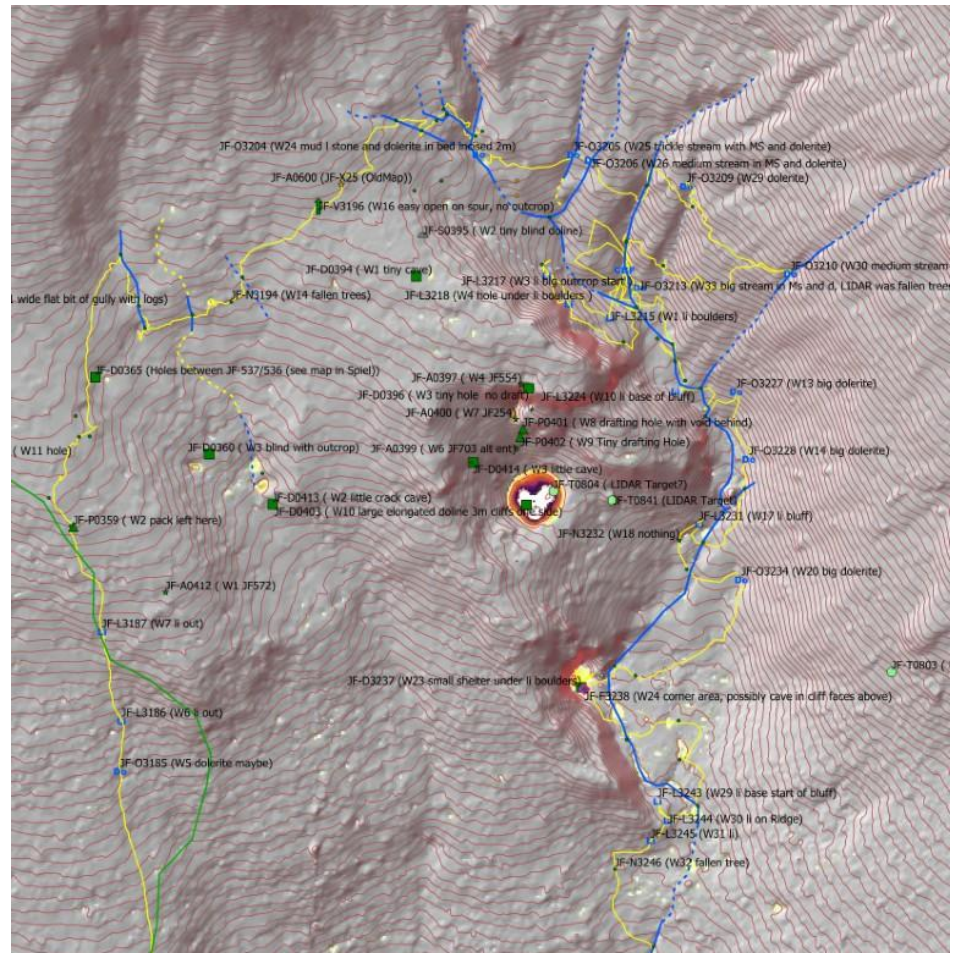 JF-O3204 (W24 mud l stone and dolerite in bed incised 2m)
JF-O3205 (W25 trickle stream with MS and dolerite)
JF-O3206 (W26 medium stream in MS and dolerite)
JF-A0600 (JF-X25 (OldMap))
JF-O3209 (W29 dolerite)
JF-V3196 (W16 easy open on spur, no outcrop)
JF-S0395 ( W2 tiny blind doline)
JF-D0394 ( W1 tiny cave)
JF-L3217 (W3 li big outcrop start
JF-O3210 (W30 medium stream
JF-O3213 (W33 big stream in Ms and d, LIDAR was fallen trees
wide flat bit of gully with logs)
JF-N3194 (W14 fallen trees)
JF-L3218 (W4 hole under li boulders )
JF-L3215 (W1 li boulders)
JF-D0365 (Holes between JF-537/536 (see map in Spiel))
JF-A0397 ( W4 JF554)
JF-D0396 ( W3 tiny hole no draft)
JF-L3224 (W10 li base of bluff)
JF-O3227 (W13 big dolerite)
JF-A0400 ( W7 JF254)
JF-P0401 ( W8 drafting hole with void behind)
( W11 hole)
JF-D0360 ( W3 blind with outcrop)
JF-A0399 ( W6 JF703 alt ent)
JF-P0402 ( W9 Tiny drafting Hole)
JF-O3228 (W14 big dolerite)
JF-D0414 ( W3 little cave)
JF-T0804 ( LIDAR Target?)
JF-D0413 ( W2 little crack cave)
JF-T0841 (LIDAR Target
JF-D0403 ( W10 large elongated doline 3m cliffs one side)
JF-L3231 (W17 li bluff)
JF-P0359 ( W2 pack left here)
JF-N3232 (W18 nothing)
JF-O3234 (W20 big dolerite)
JF-A0412 ( W1 JF572)
JF-L3187 (W7 li out)
JF-T0803 (
JF-D3237 (W23 small shelter under li boulders)
JF-F3238 (W24 corner area, possibly cave in cliff faces above)
JF-L3186 (W6 li out)
JF-O3185 (W5 dolerite maybe)
JF-L3243 (W29 li base start of bluff)
JF-L3244 (W30 li on Ridge)
JF-L3245 (W31 li)
JF-N3246 (W32 fallen tree)